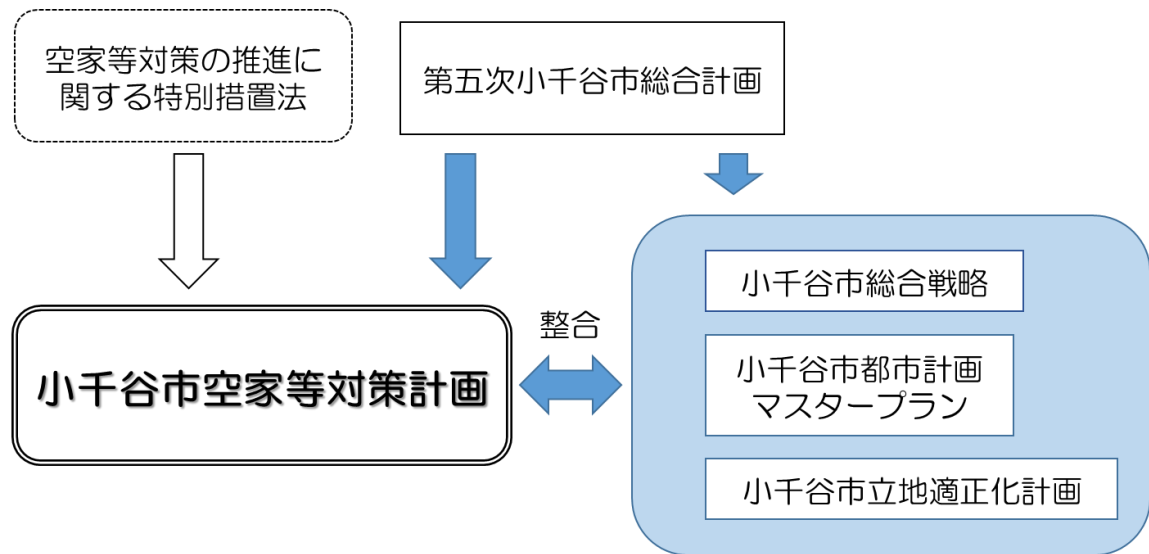 空家等対策の推進に
関する特別措置法
第五次小千谷市総合計画
小千谷市空家等対策計画
整合
小千谷市総合戦略
小千谷市都市計画
マスタープラン
小千谷市立地適正化計画